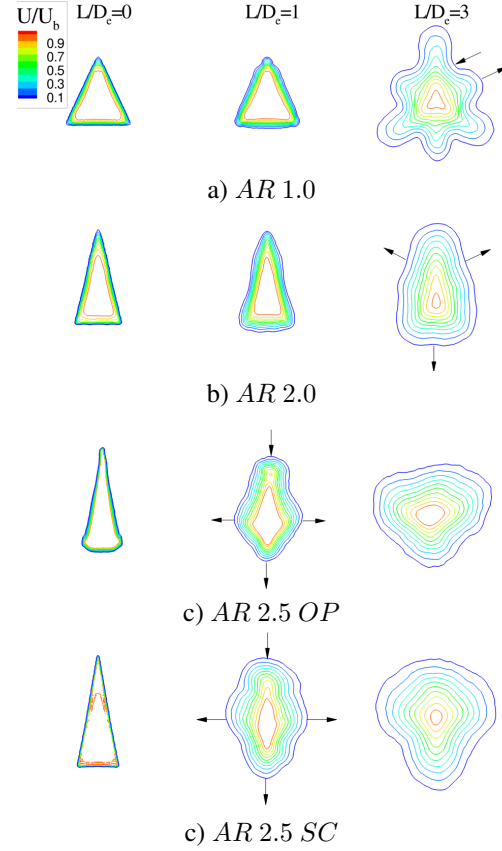 U/U_b L/D_e=0 L/D_e=1 L/D_e=3
0.9
0.7
0.5
0.3
0.1
a) AR 1.0
b) AR 2.0
c) AR 2.5 OP
c) AR 2.5 SC